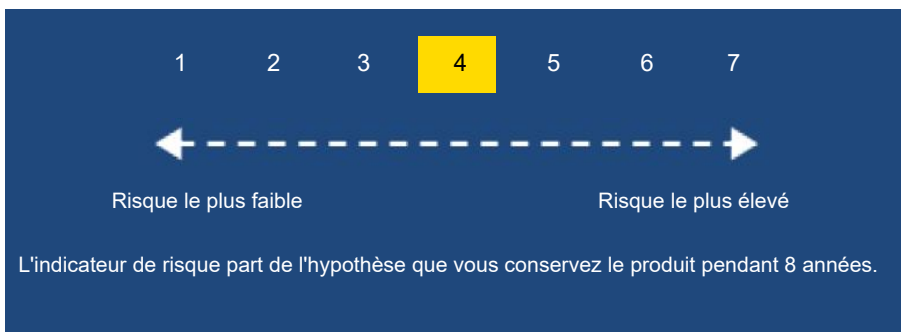 1 2 3 4 5 6 7
Risque le plus faible Risque le plus élevé
L'indicateur de risque part de l'hypothèse que vous conservez le produit pendant 8 années.